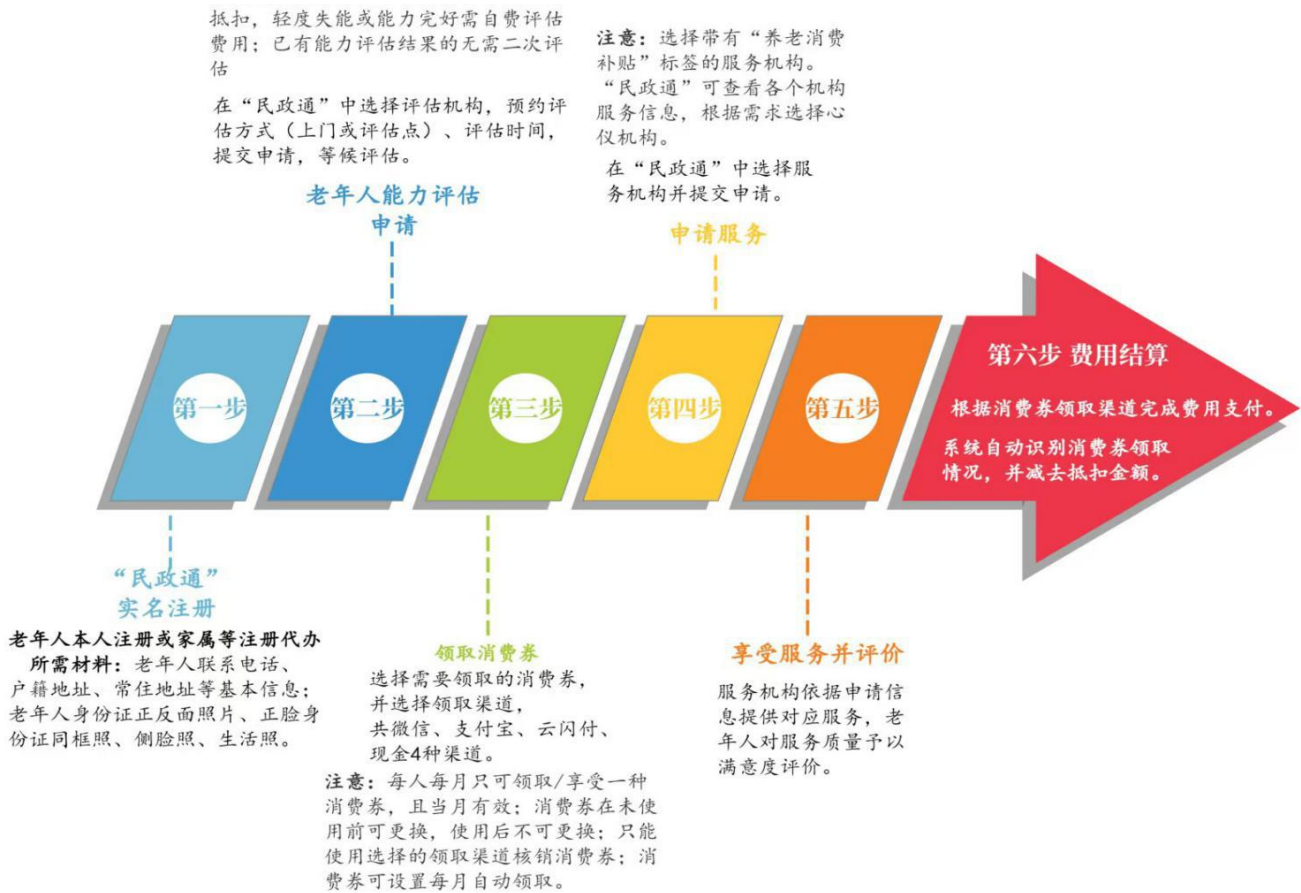 抵扣，轻度失能或能力完好需自费评估
费用；已有能力评估结果的无需二次评
估
在“民政通”中选择评估机构，预约评
估方式（上门或评估点）、评估时间，
提交申请，等候评估。
老年人能力评估
申请
注意：选择带有“养老消费
补贴”标签的服务机构。
“民政通”可查看各个机构
服务信息，根据需求选择心
仪机构。
在“民政通”中选择服
务机构并提交申请。
申请服务
第一步
第二步
第三步
第四步
第五步
第六步 费用结算
根据消费券领取渠道完成费用支付。
系统自动识别消费券领取
情况，并减去抵扣金额。
“民政通”
实名注册
老年人本人注册或家属等注册代办
所需材料：老年人联系电话、
户籍地址、常住地址等基本信息；
老年人身份证正反面照片、正脸身
份证同框照、侧脸照、生活照。
领取消费券
选择需要领取的消费券，
并选择领取渠道，
共微信、支付宝、云闪付、
现金4种渠道。
注意：每人每月只可领取/享受一种
消费券，且当月有效；消费券在未使
用前可更换，使用后不可更换；只能
使用选择的领取渠道核销消费券；消
费券可设置每月自动领取。
享受服务并评价
服务机构依据申请信
息提供对应服务，老
年人对服务质量予以
满意度评价。